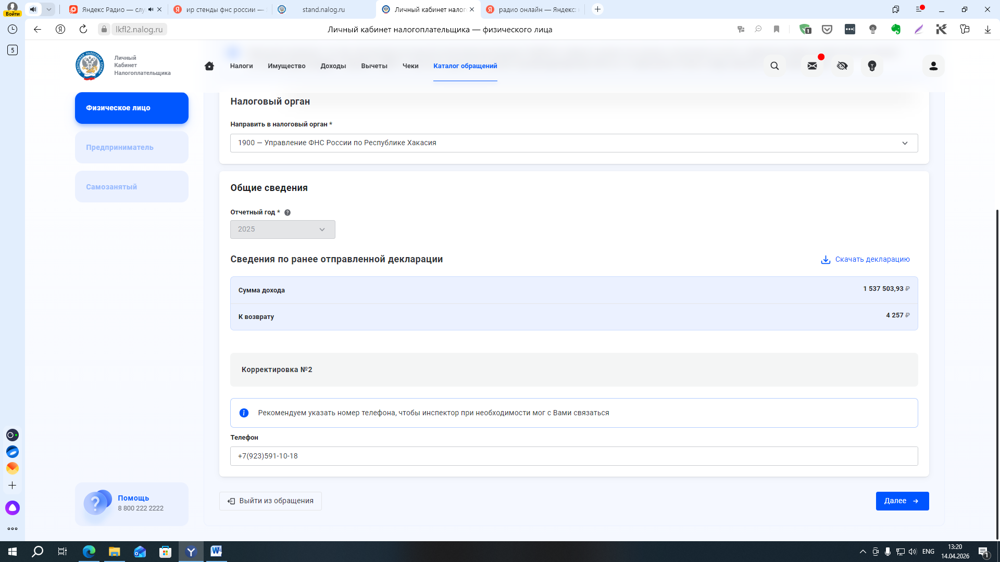 Войти
Яндекс Радио — слу
ир стенды фнс россии —
stand.nalog.ru
Личный кабинет налог
радио онлайн — Яндекс:
5
lkfl2.nalog.ru
Личный кабинет налогоплательщика — физического лица
1
Личный
Кабинет
Налогоплательщика
Налоги
Имущество
Доходы
Вычеты
Чеки
Каталог обращений
Физическое лицо
Предприниматель
Самозанятый
Налоговый орган
Направить в налоговый орган *
1900 — Управление ФНС России по Республике Хакасия
Общие сведения
Отчетный год *
2025
Сведения по ранее отправленной декларации
Скачать декларацию
Сумма дохода
1 537 503,93 ₽
К возврату
4 257 ₽
Корректировка №2
Рекомендуем указать номер телефона, чтобы инспектор при необходимости мог с Вами связаться
Телефон
+7(923)591-10-18
Помощь
8 800 222 2222
Выйти из обращения
Далее
ENG
13:20
14.04.2026
1